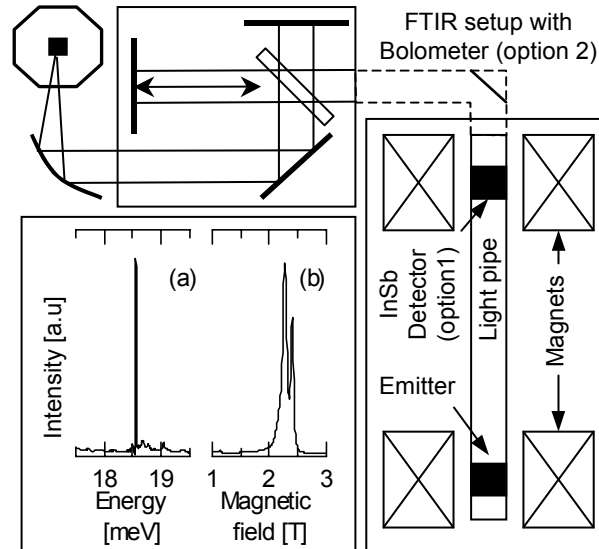 FTIR setup with
Bolometer (option 2)
InSb
Detector
(option1)
Light pipe
Magnets
Emitter
(a)
(b)
Intensity [a.u]
18
19
1
2
3
Energy
[meV]
Magnetic
field [T]